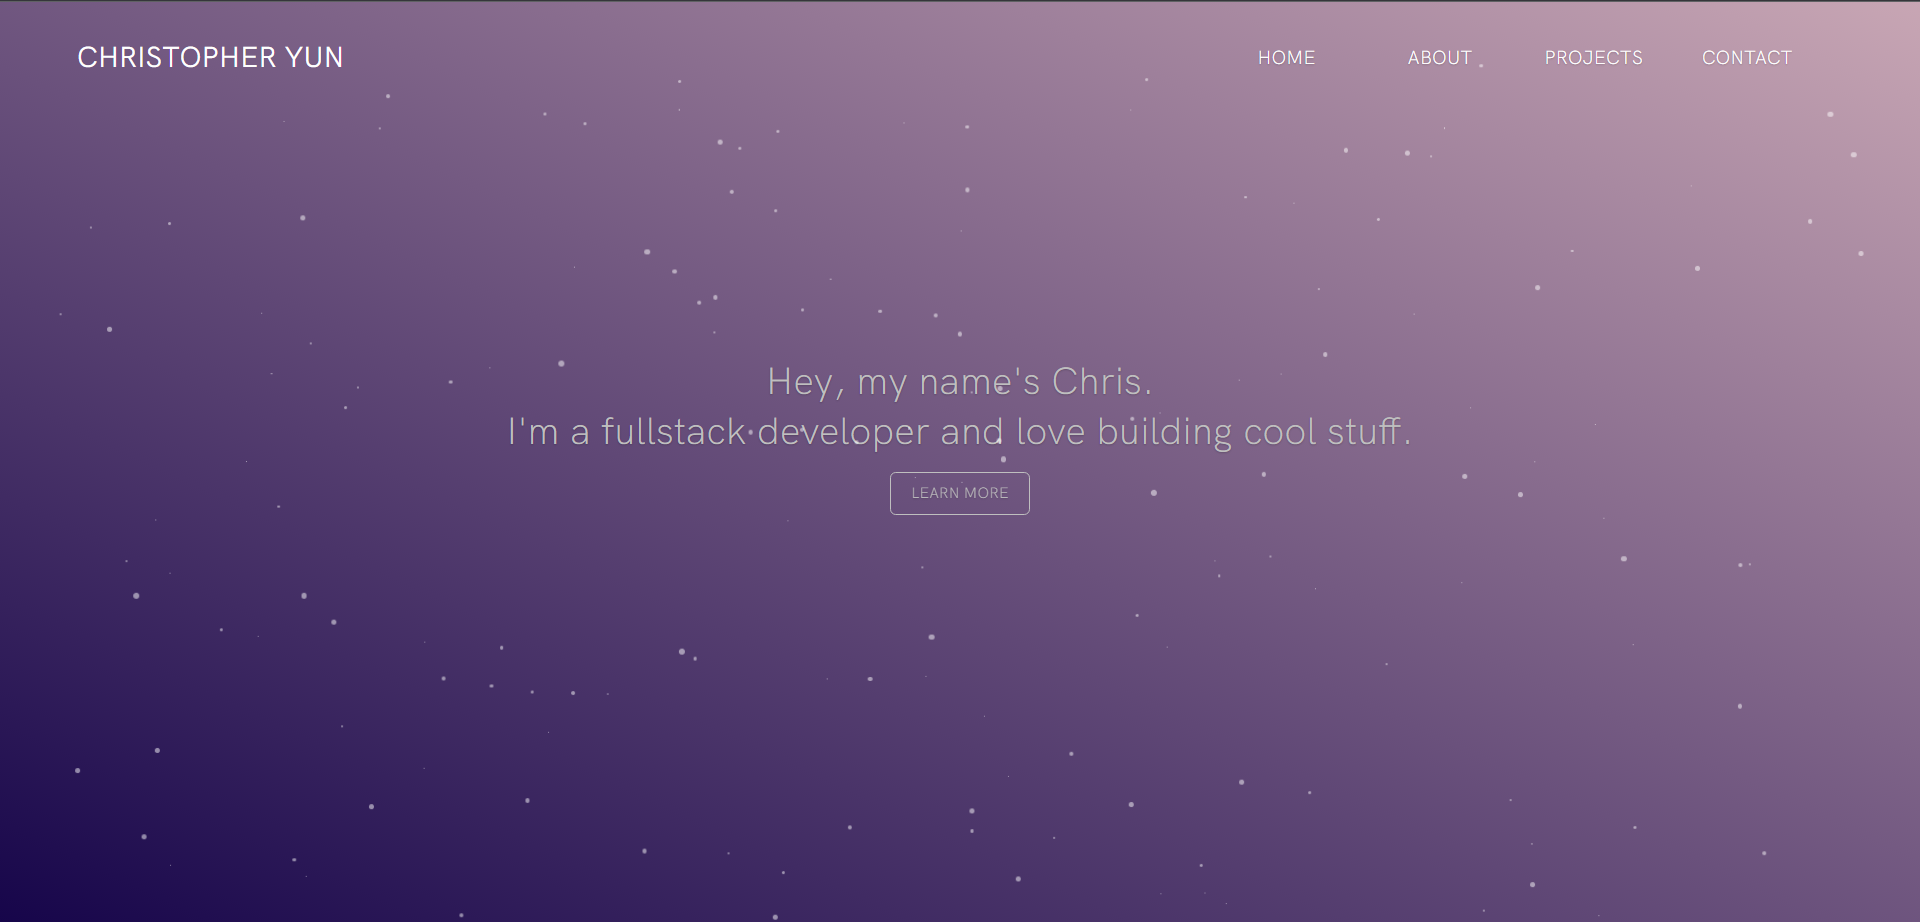 CHRISTOPHER YUN
HOME ABOUT PROJECTS CONTACT
Hey, my name's Chris.
I'm a fullstack developer and love building cool stuff.
LEARN MORE